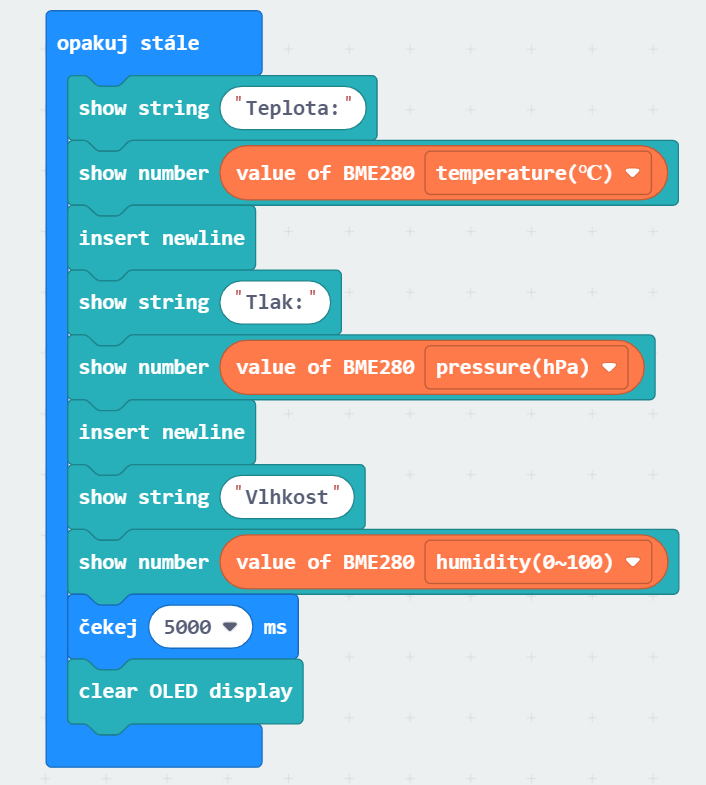 opakuj stále
show string "Teplota:"
show number value of BME280 temperature(℃)
insert newline
show string "Tlak:"
show number value of BME280 pressure(hPa)
insert newline
show string "Vlhkost"
show number value of BME280 humidity(0~100)
čekej 5000 ms
clear OLED display